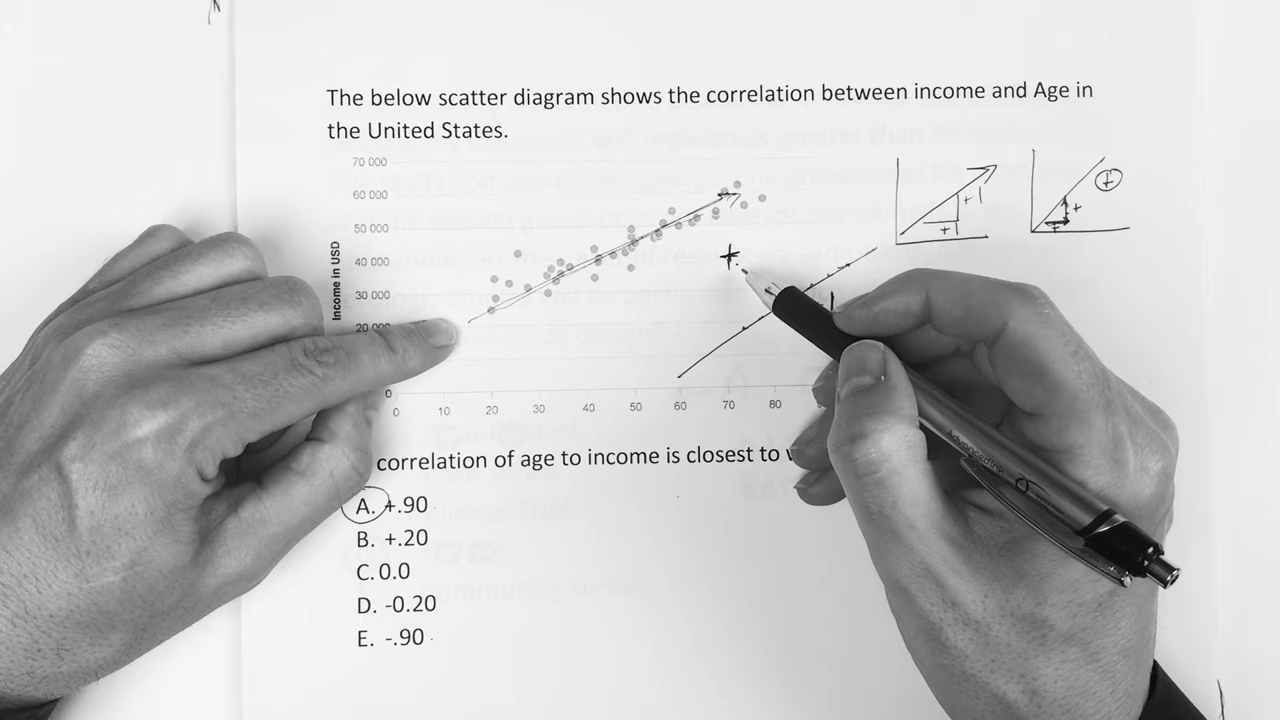 The below scatter diagram shows the correlation between income and Age in
the United States.
70 000
60 000
50 000
40 000
30 000
20 000
0
Income in USD
0 10 20 30 40 50 60 70 80
correlation of age to income is closest to
A. +.90
B. +.20
C. 0.0
D. -0.20
E. -.90
+1
+1
+
+
+
+